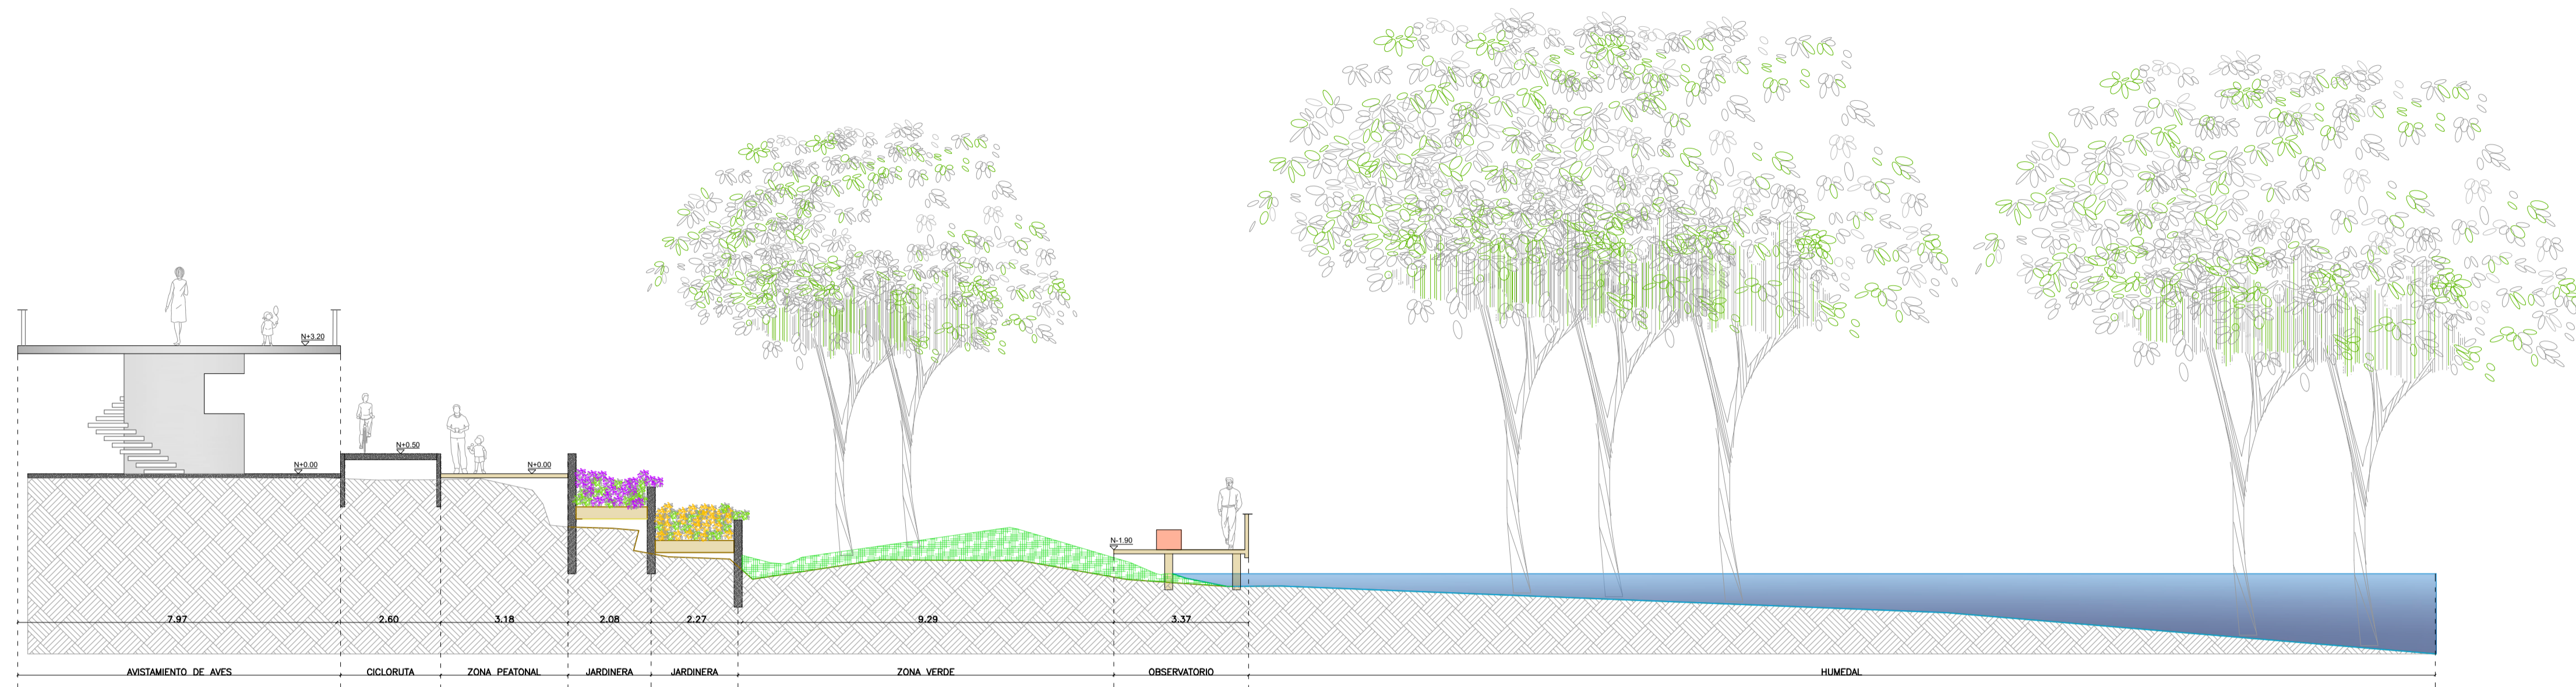 N+3.20
N+0.50
N+0.00
N+0.00
N-1.90
7.97 2.60 3.18 2.08 2.27 9.29 3.37
AVISTAMIENTO DE AVES CICLORUTA ZONA PEATONAL JARDINERA JARDINERA ZONA VERDE OBSERVATORIO HUMEDAL